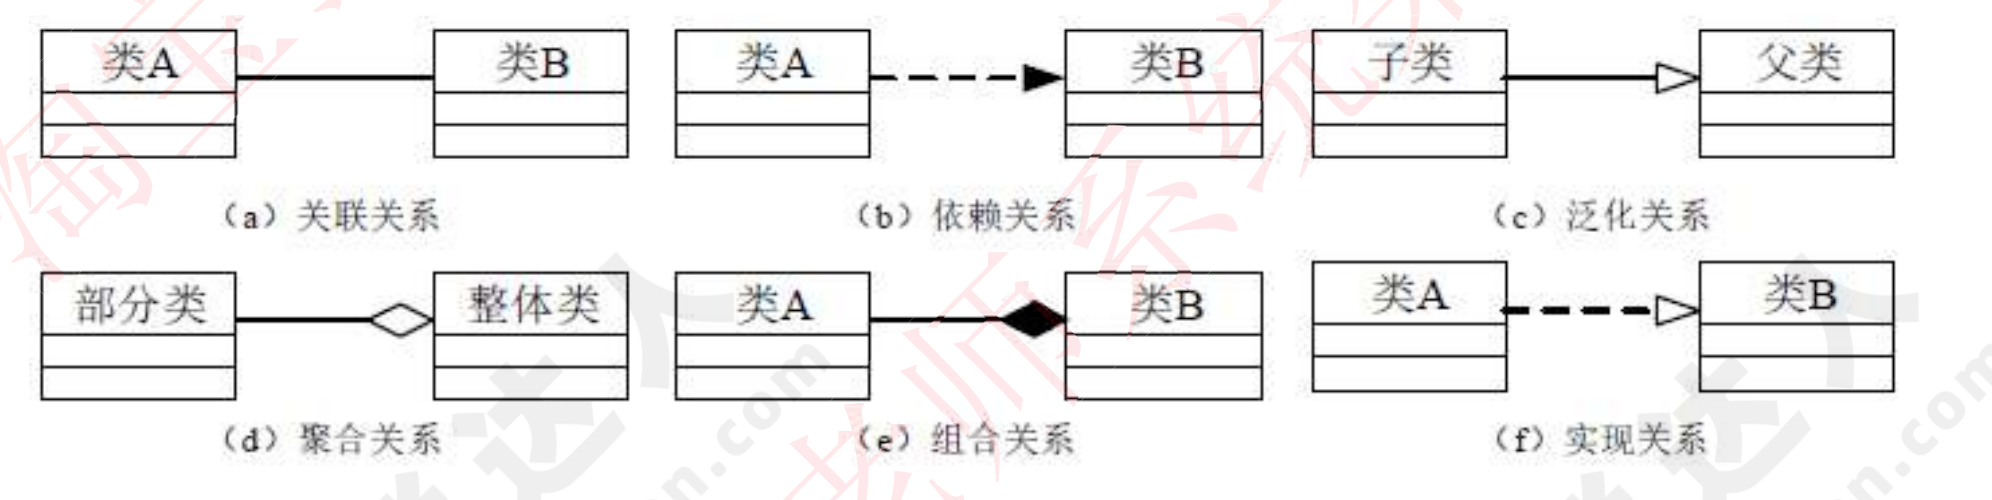 类A 类B 类A 类B 子类 父类
(a) 关联关系 (b) 依赖关系 (c) 泛化关系
部分类 整体类 类A 类B 类A 类B
(d) 聚合关系 (e) 组合关系 (f) 实现关系